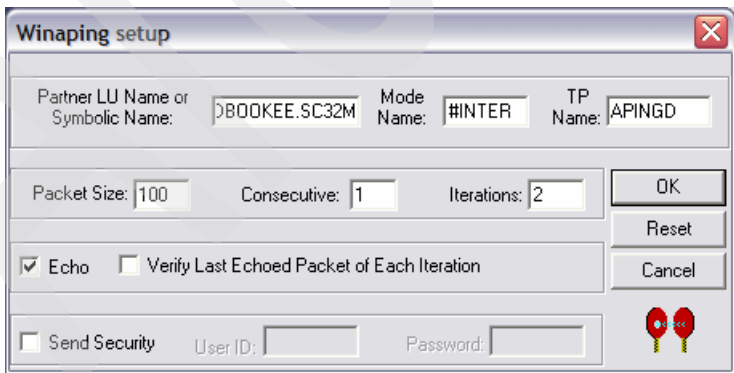 Winaping setup
Partner LU Name or Symbolic Name:
OBOOKEE.SC32M
Mode Name:
#INTER
TP Name:
APINGD
Packet Size: 100
Consecutive: 1
Iterations: 2
OK
Reset
Echo
Verify Last Echoed Packet of Each Iteration
Cancel
Send Security
User ID:
Password: